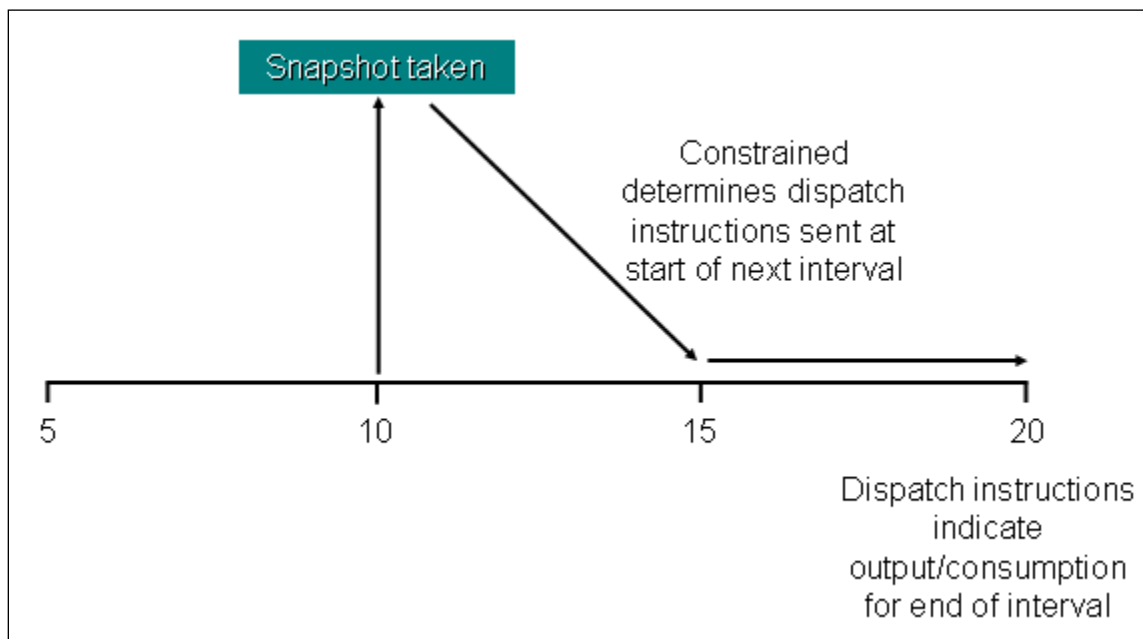 Snapshot taken
Constrained
determines dispatch
instructions sent at
start of next interval
5
10
15
20
Dispatch instructions
indicate
output/consumption
for end of interval